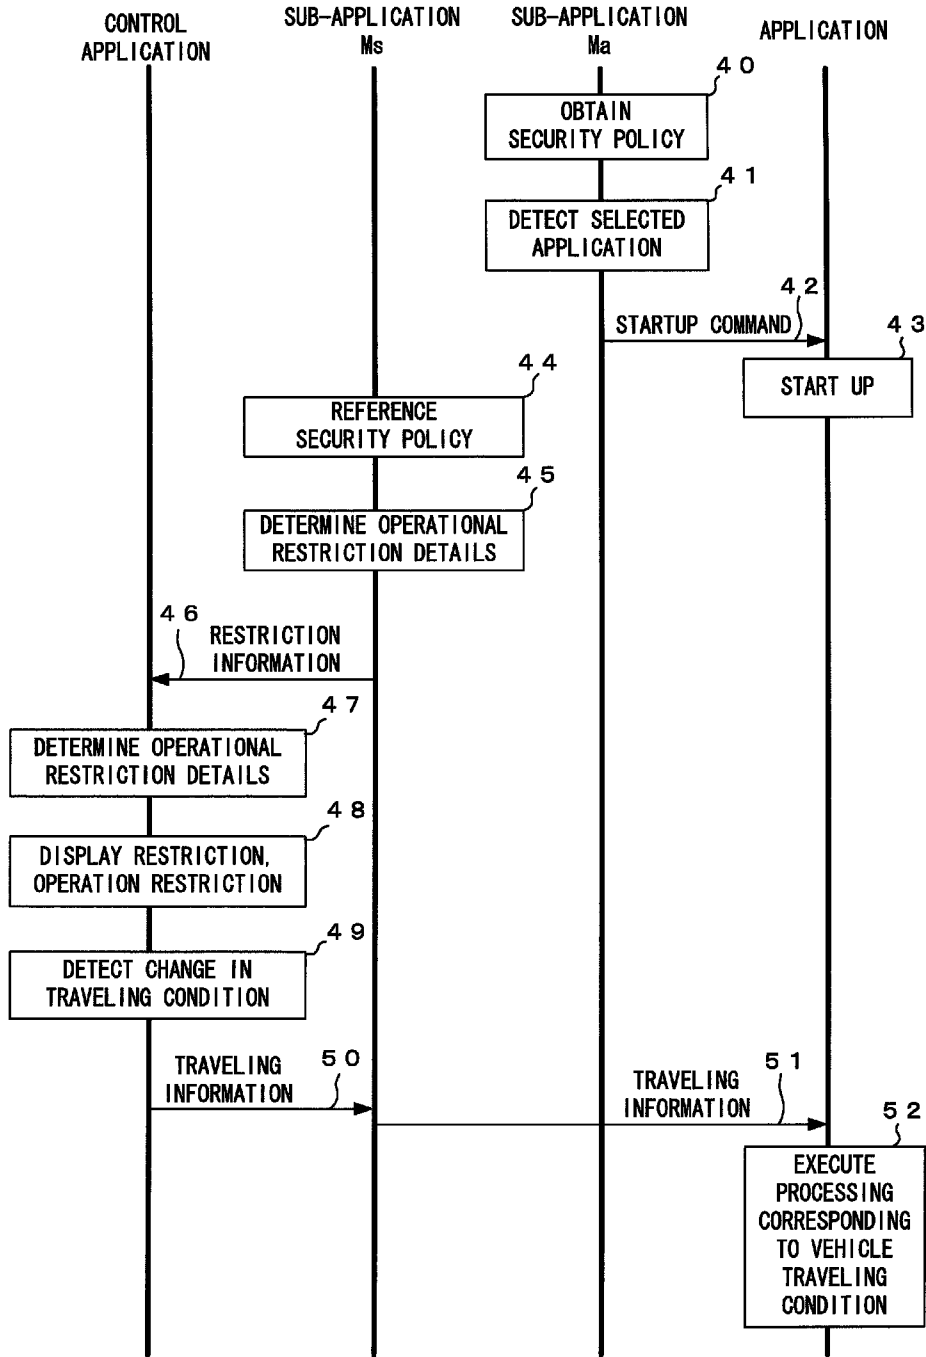 CONTROL
APPLICATION
SUB-APPLICATION
Ms
SUB-APPLICATION
Ma
APPLICATION
40
OBTAIN
SECURITY POLICY
41
DETECT SELECTED
APPLICATION
42
STARTUP COMMAND
43
START UP
44
REFERENCE
SECURITY POLICY
45
DETERMINE OPERATIONAL
RESTRICTION DETAILS
46
RESTRICTION
INFORMATION
47
DETERMINE OPERATIONAL
RESTRICTION DETAILS
48
DISPLAY RESTRICTION,
OPERATION RESTRICTION
49
DETECT CHANGE IN
TRAVELING CONDITION
50
TRAVELING
INFORMATION
51
TRAVELING
INFORMATION
52
EXECUTE
PROCESSING
CORRESPONDING
TO VEHICLE
TRAVELING
CONDITION